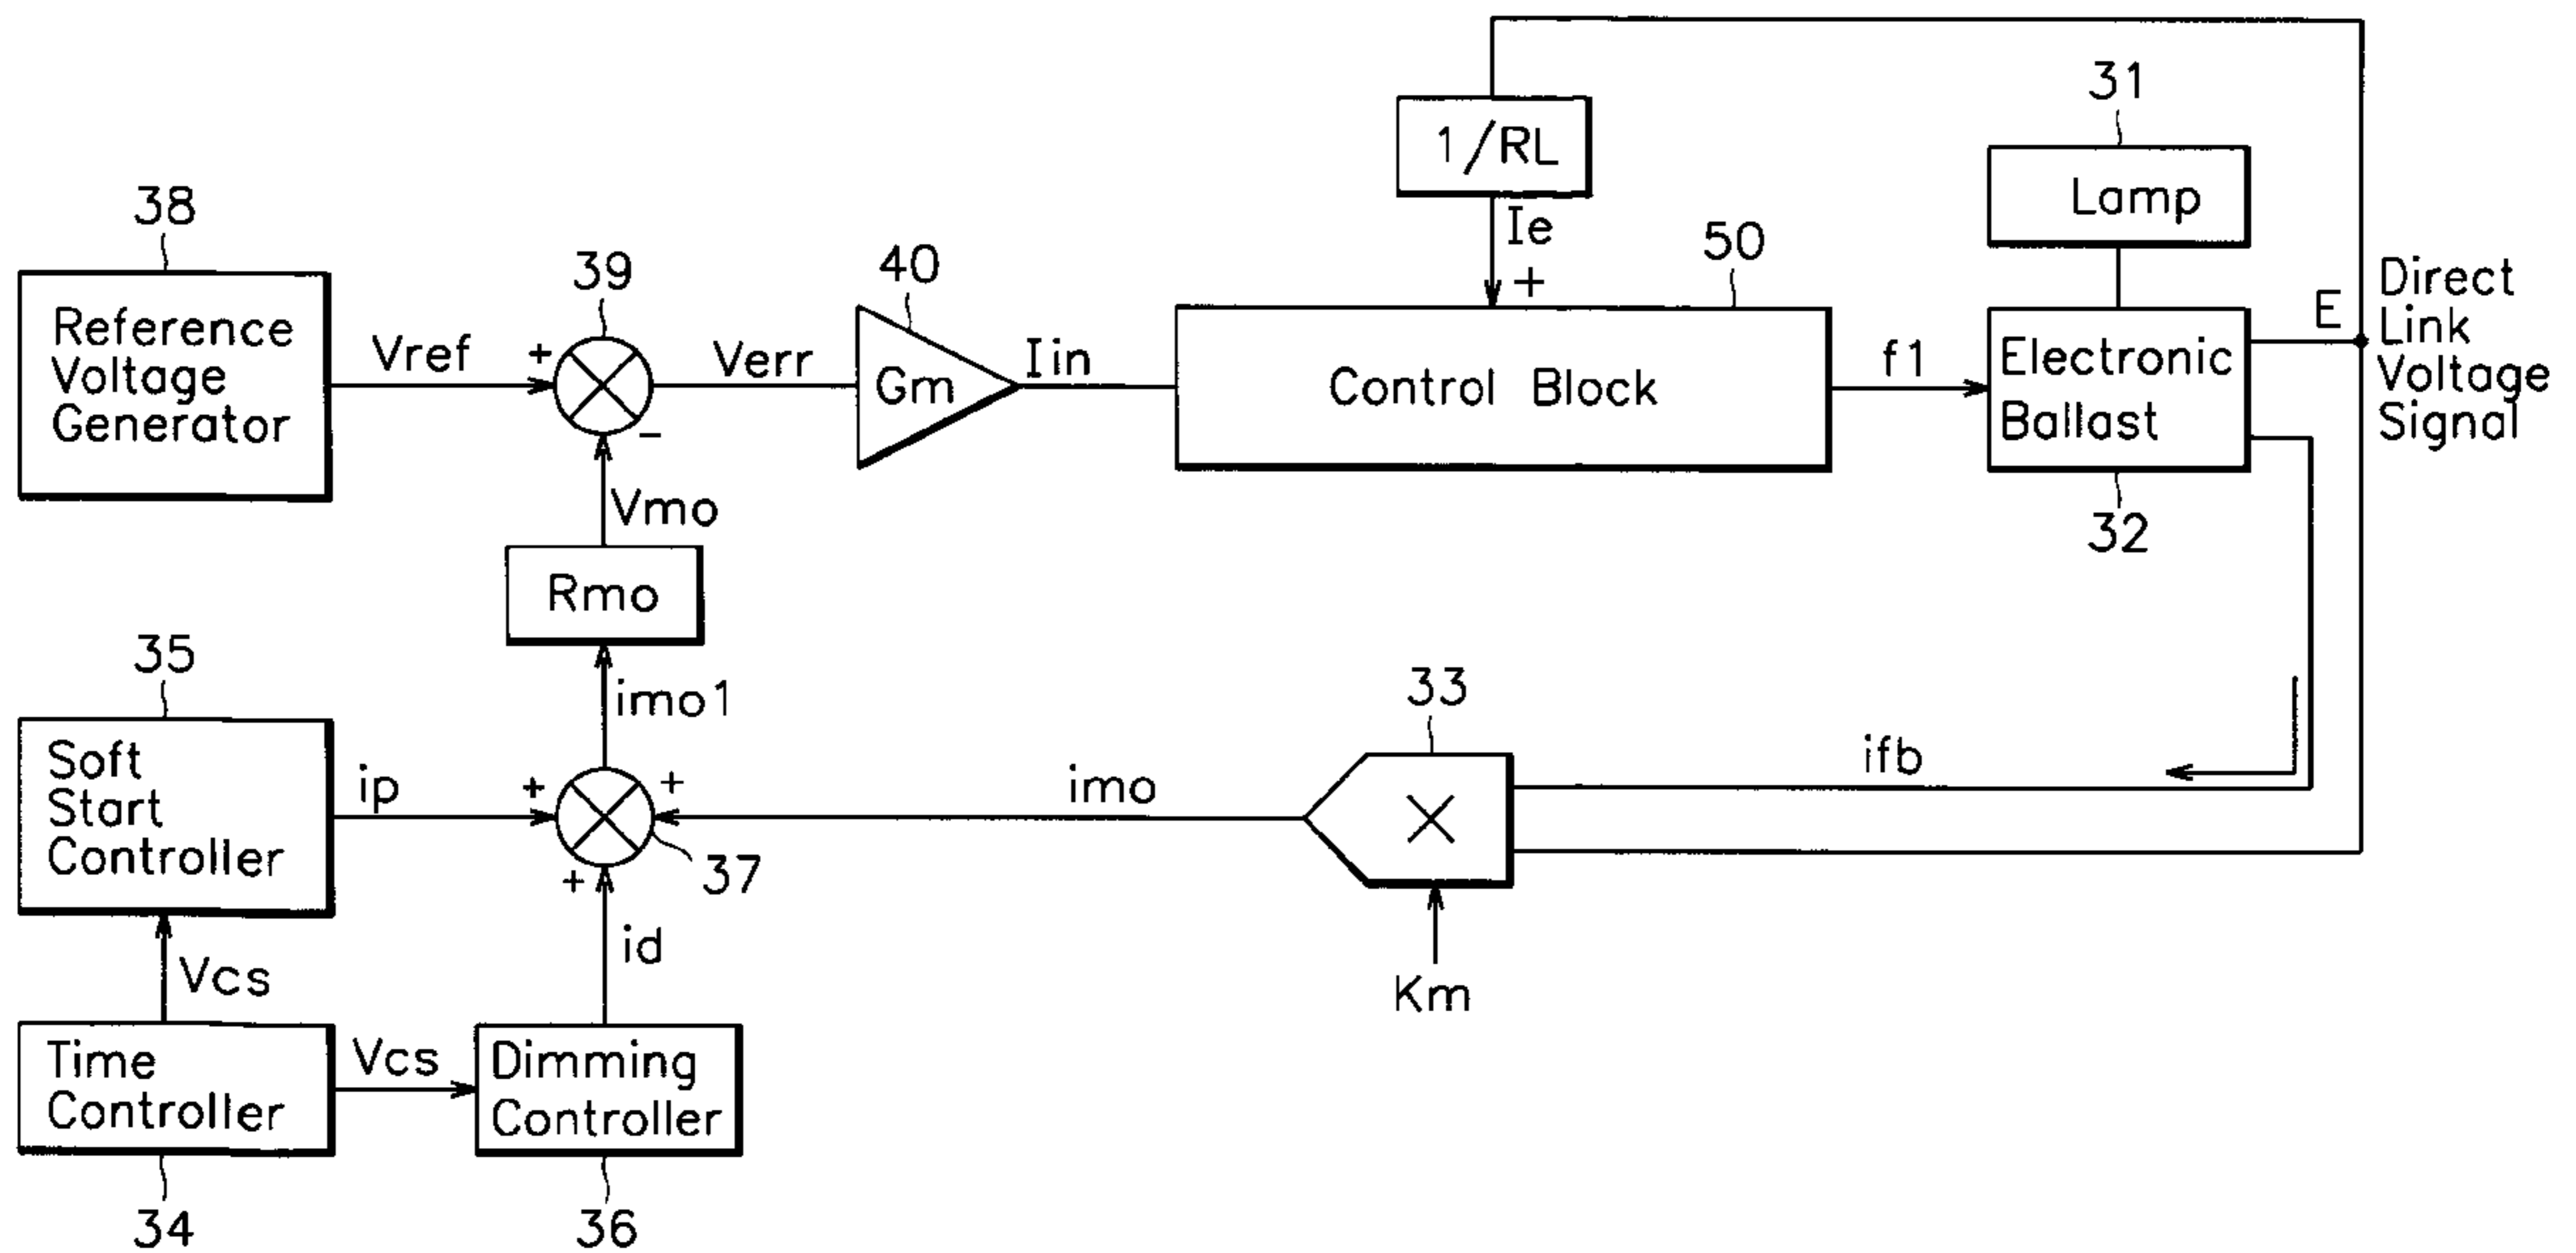 31
1/RL
Lamp
38
Ie
50
+
39
40
Direct
Link
Voltage
Signal
E
Reference
Voltage
Generator
Vref
+
-
Verr
Gm
Iin
Control Block
f1
Electronic
Ballast
32
Vmo
Rmo
35
imo1
33
Soft
Start
Controller
ip
+
+
+
37
imo
×
ifb
Vcs
id
Km
Time
Controller
Vcs
Dimming
Controller
34
36